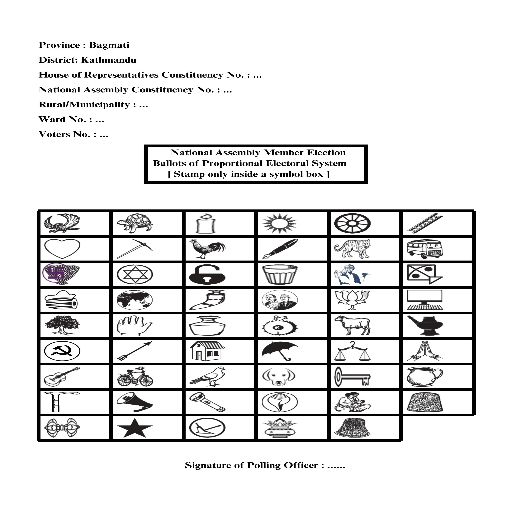 Province : Bagmati
District: Kathmandu
House of Representatives Constituency No. : ...
National Assembly Constituency No. : ...
Rural/Municipality : ...
Ward No. : ...
Voters No. : ...
National Assembly Member Election
Ballots of Proportional Electoral System
[ Stamp only inside a symbol box ]
Signature of Polling Officer : ......